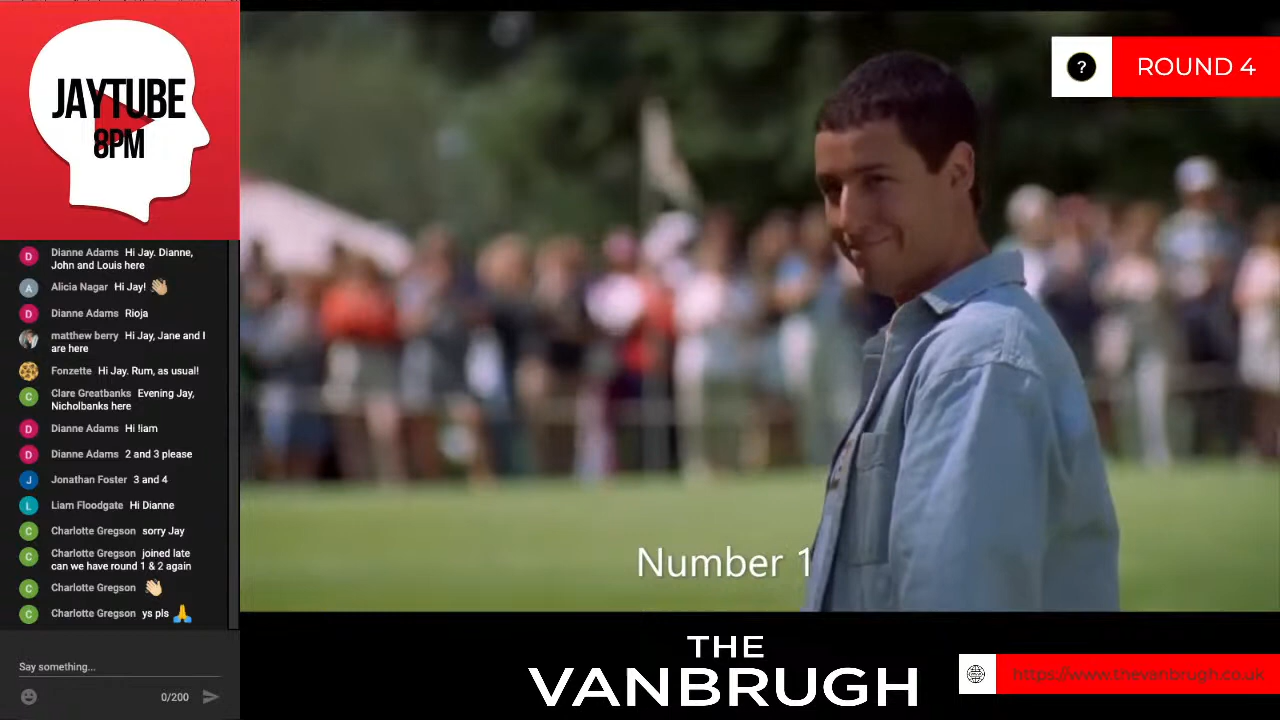 JAYTUBE
8PM
Dianne Adams Hi Jay. Dianne,
John and Louis here
A Alicia Nagar Hi Jay! 👋
D Dianne Adams Rioja
matthew berry Hi Jay, Jane and I
are here
Fonzette Hi Jay. Rum, as usual!
C Clare Greatbanks Evening Jay,
Nicholbanks here
D Dianne Adams Hi !iam
D Dianne Adams 2 and 3 please
J Jonathan Foster 3 and 4
L Liam Floodgate Hi Dianne
C Charlotte Gregson sorry Jay
C Charlotte Gregson joined late
can we have round 1 & 2 again
C Charlotte Gregson 👋
C Charlotte Gregson ys pls 🙏
Say something...
0/200
? ROUND 4
Number 1
THE
VANBRUGH
https://www.thevanbrugh.co.uk